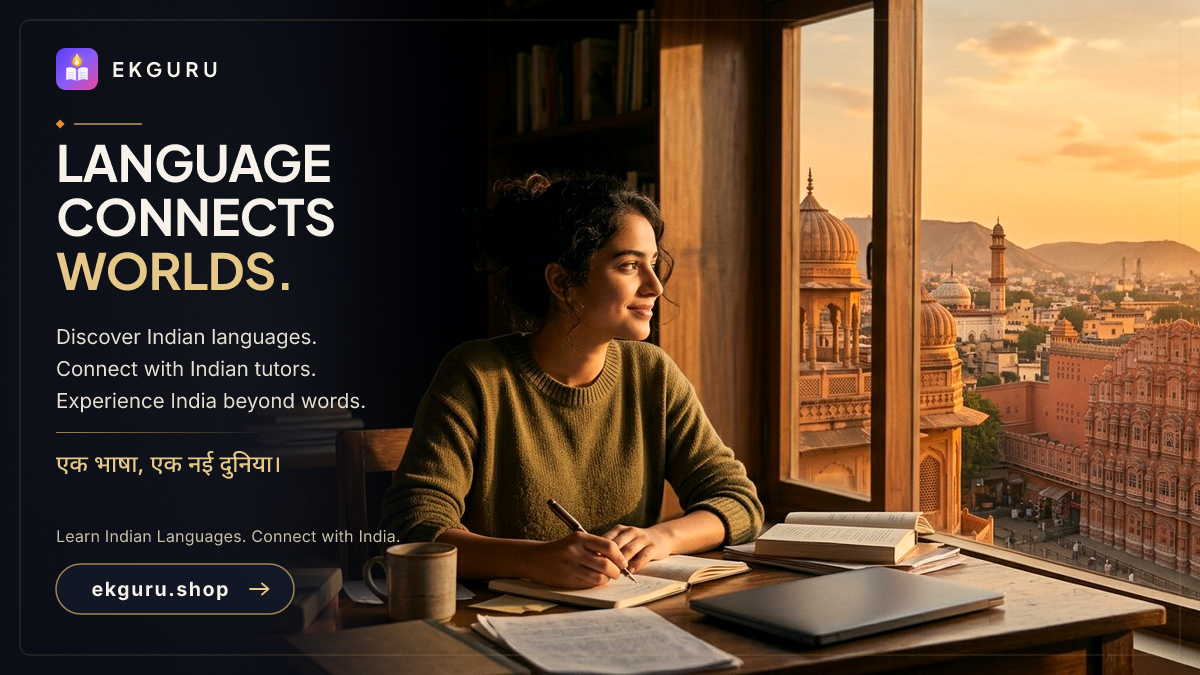 EKGURU
LANGUAGE
CONNECTS
WORLDS.
Discover Indian languages.
Connect with Indian tutors.
Experience India beyond words.
एक भाषा, एक नई दुनिया।
Learn Indian Languages. Connect with India.
ekguru.shop →